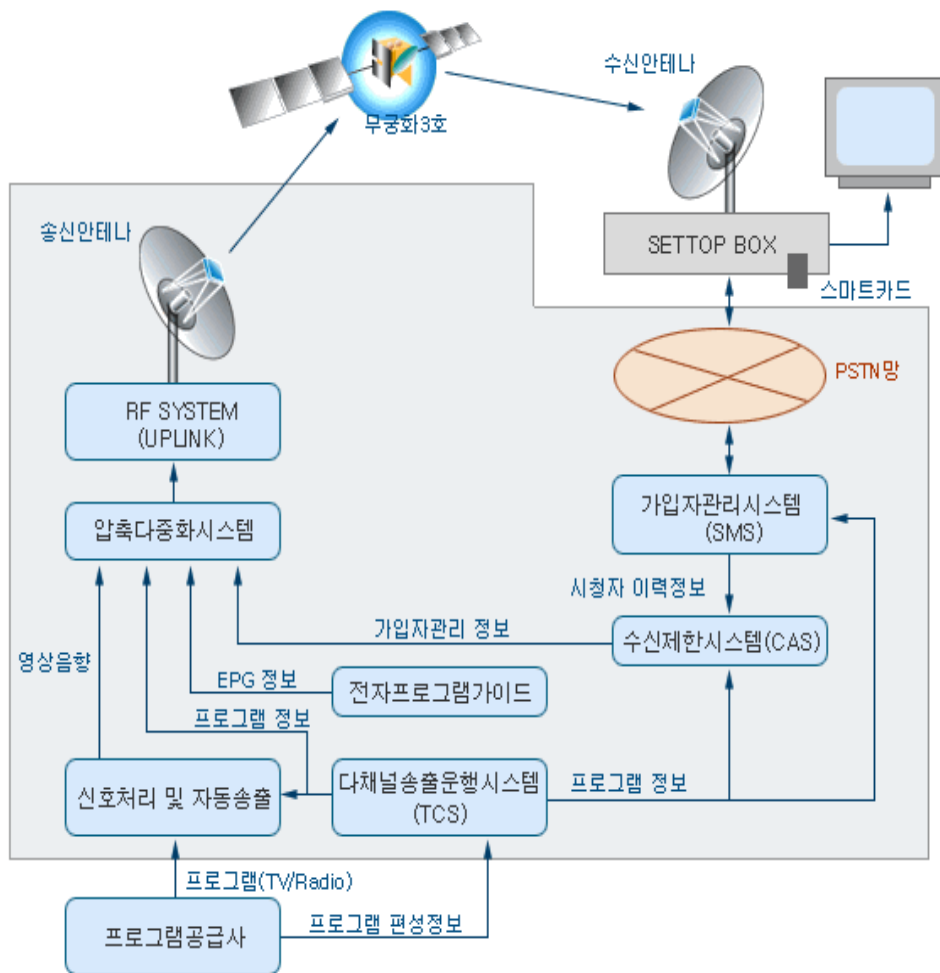 수신안테나
무궁화3호
송신안테나
SETTOP BOX
스마트카드
PSTN망
RF SYSTEM
(UPLINK)
압축다중화시스템
가입자관리시스템
(SMS)
시청자 이력정보
가입자관리 정보
수신제한시스템(CAS)
영상음향
EPG 정보
전자프로그램가이드
프로그램 정보
신호처리 및 자동송출
다채널송출운행시스템
(TCS)
프로그램 정보
프로그램(TV/Radio)
프로그램 편성정보
프로그램공급사